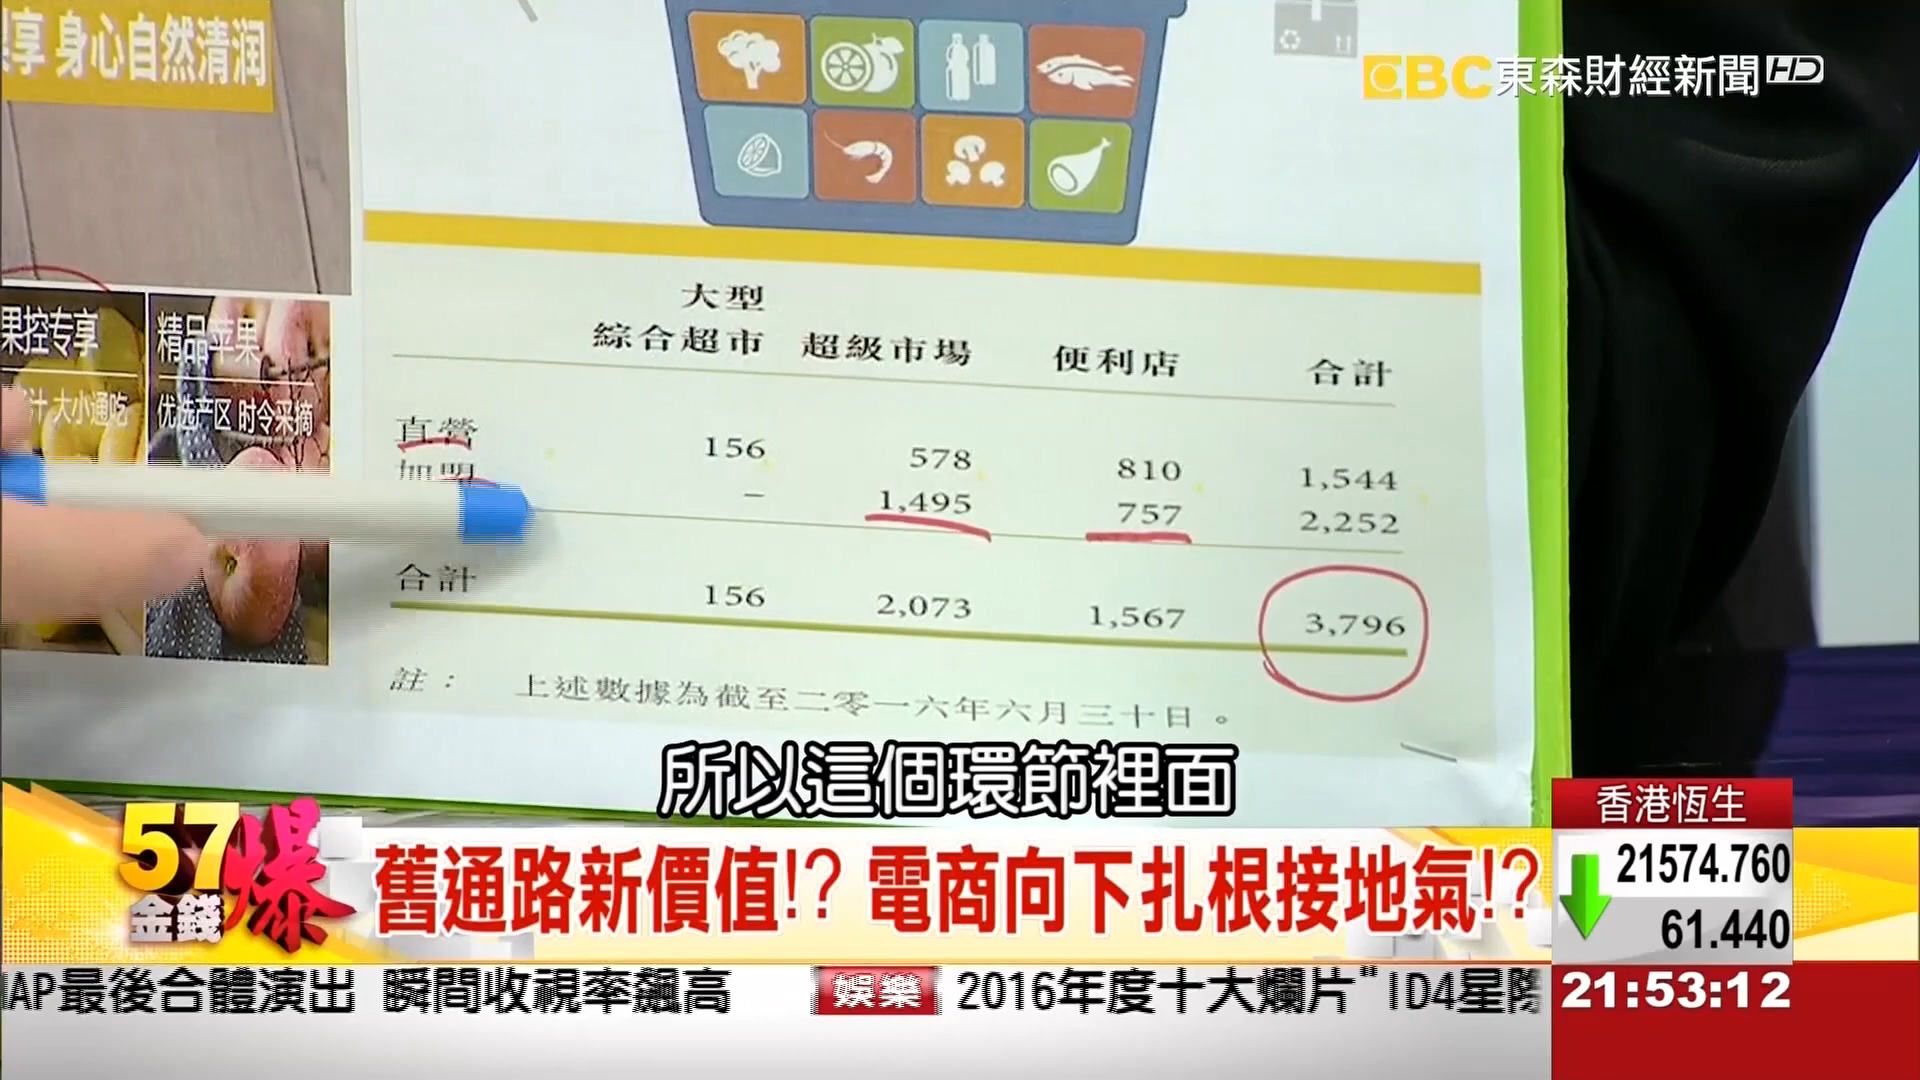 享 身心自然清润
EBC東森財經新聞HD
果控专享
汁 大小通吃
精品苹果
优选产区 时令采摘
大型
綜合超市 超級市場 便利店 合計
直營 156 578 810 1,544
加盟 – 1,495 757 2,252
合計 156 2,073 1,567 3,796
註： 上述數據為截至二零一六年六月三十日。
所以這個環節裡面
57金錢爆
舊通路新價值!? 電商向下扎根接地氣!?
香港恆生
21574.760
61.440
AP最後合體演出 瞬間收視率飆高 娛樂 2016年度十大爛片"ID4星際
21:53:12